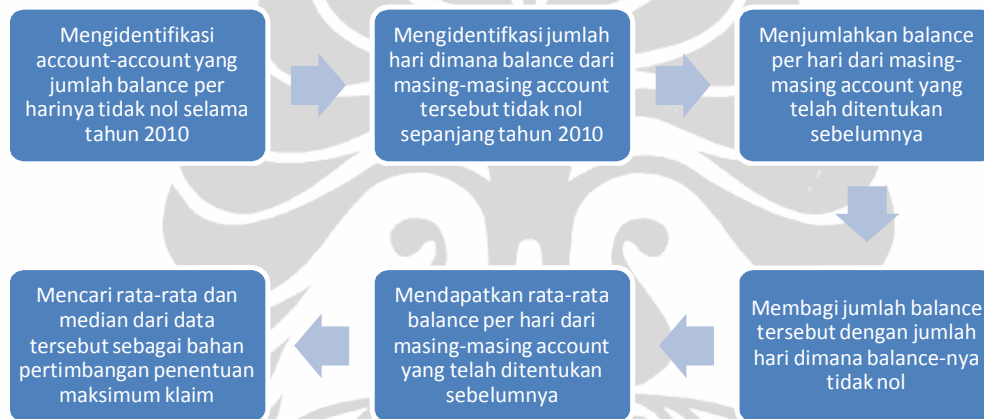 Mengidentifikasi
account-account yang
jumlah balance per
harinya tidak nol selama
tahun 2010
Mengidentifkasi jumlah
hari dimana balance dari
masing-masing account
tersebut tidak nol
sepanjang tahun 2010
Menjumlahkan balance
per hari dari masing-
masing account yang
telah ditentukan
sebelumnya
Membagi jumlah balance
tersebut dengan jumlah
hari dimana balance-nya
tidak nol
Mendapatkan rata-rata
balance per hari dari
masing-masing account
yang telah ditentukan
sebelumnya
Mencari rata-rata dan
median dari data
tersebut sebagai bahan
pertimbangan penentuan
maksimum klaim